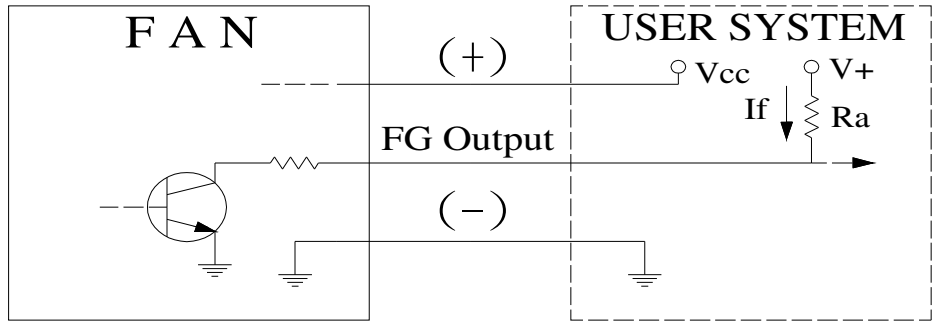 F A N
USER SYSTEM
(+)
Vcc
V+
If
Ra
FG Output
(−)